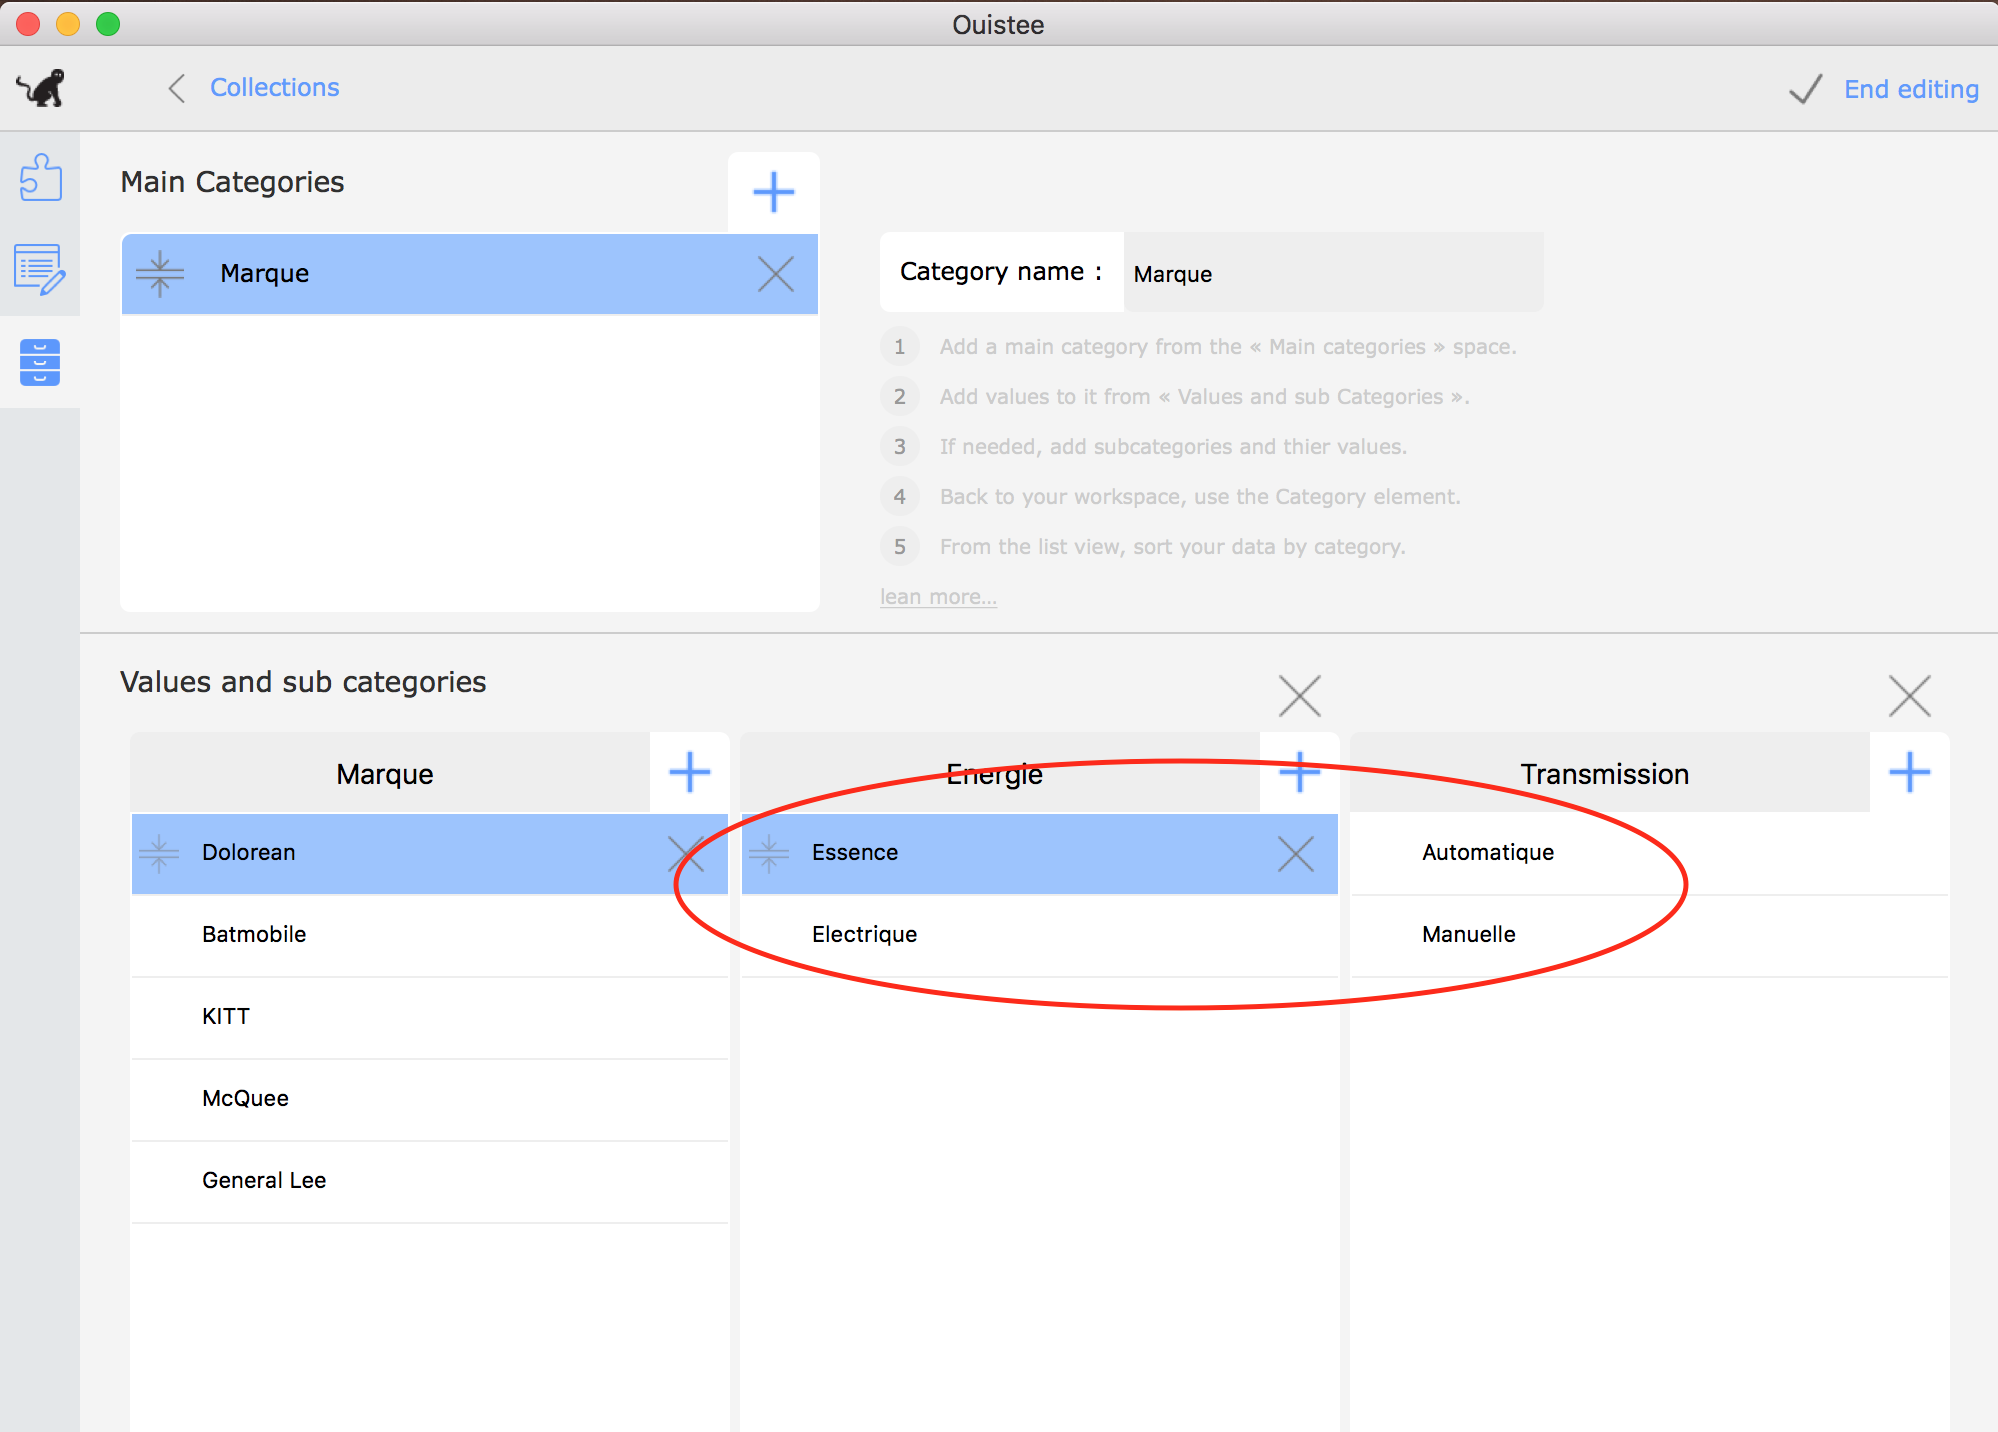 Ouistee
Collections
End editing
Main Categories
Marque
Category name :
Marque
1 Add a main category from the « Main categories » space.
2 Add values to it from « Values and sub Categories ».
3 If needed, add subcategories and thier values.
4 Back to your workspace, use the Category element.
5 From the list view, sort your data by category.
lean more...
Values and sub categories
Marque
Dolorean
Batmobile
KITT
McQuee
General Lee
Energie
Essence
Electrique
Transmission
Automatique
Manuelle